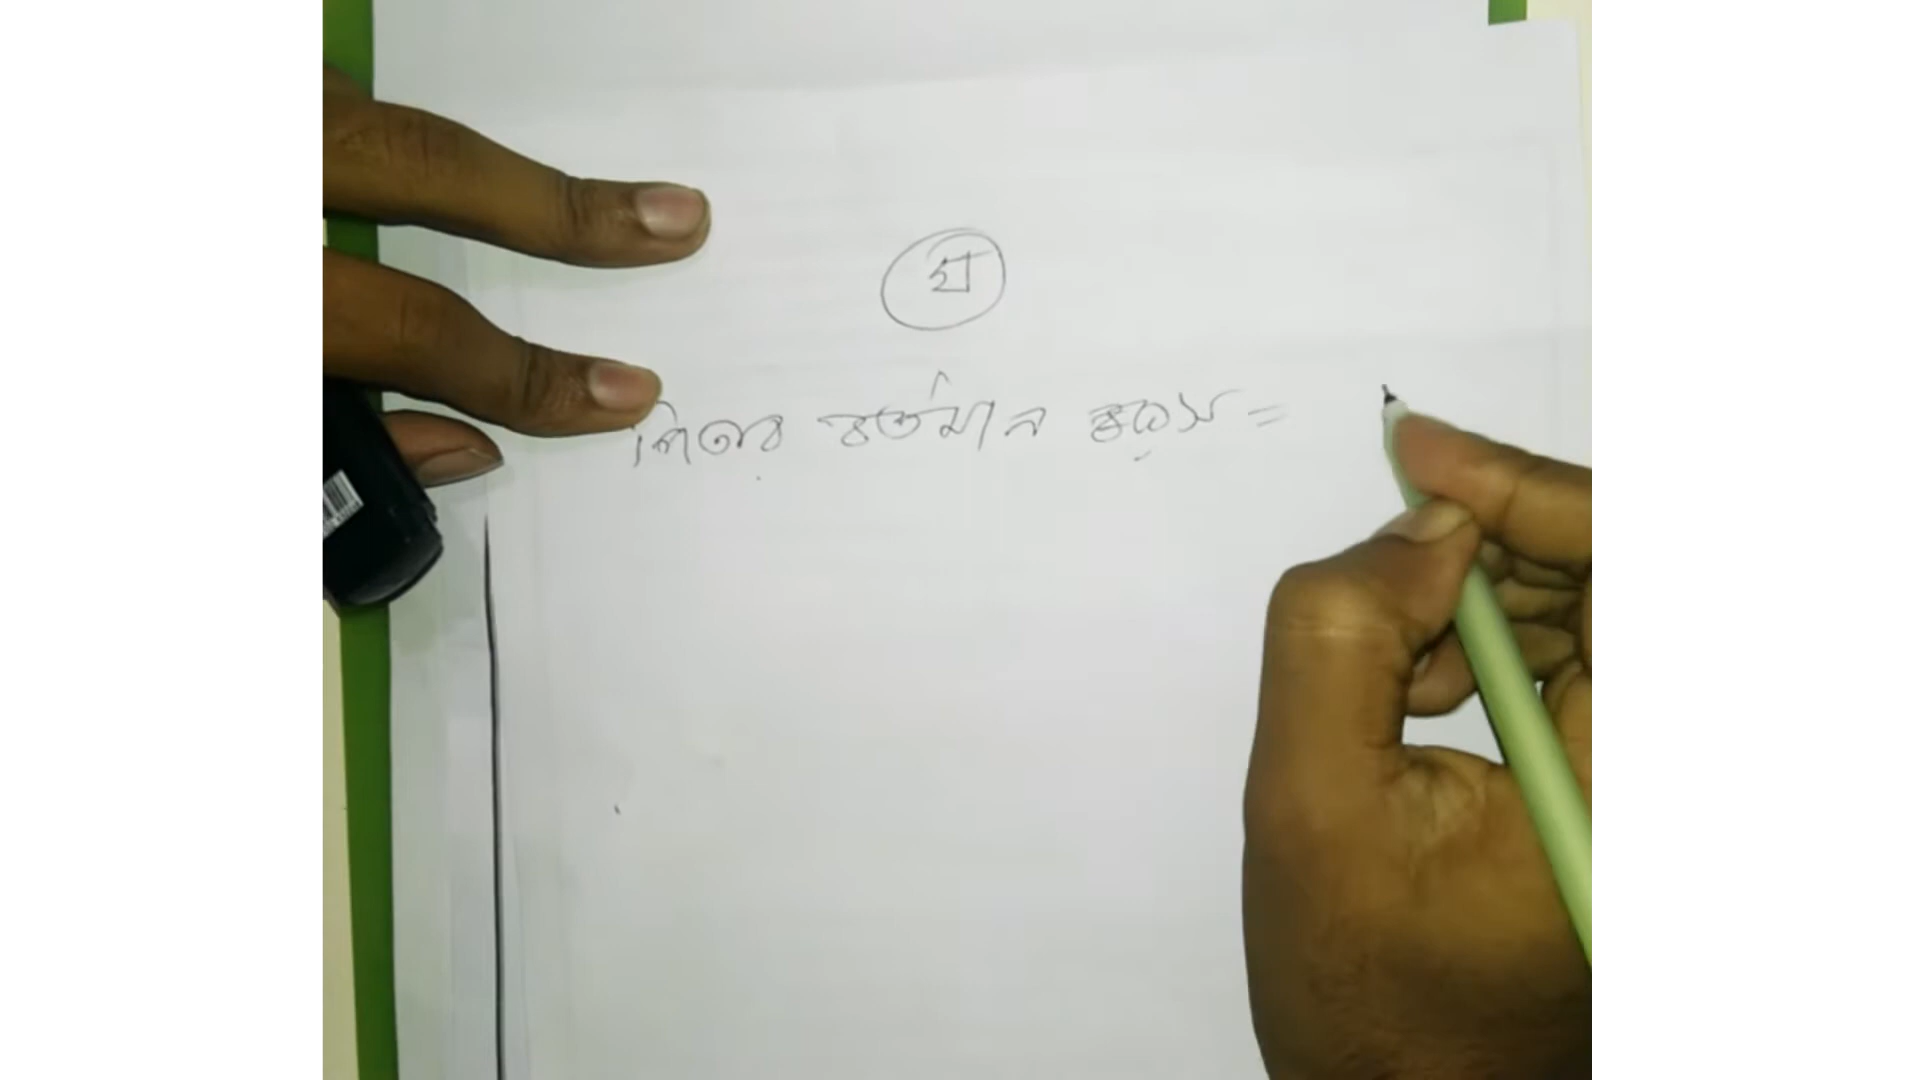 ঘ
পিতার বর্তমান বয়স =